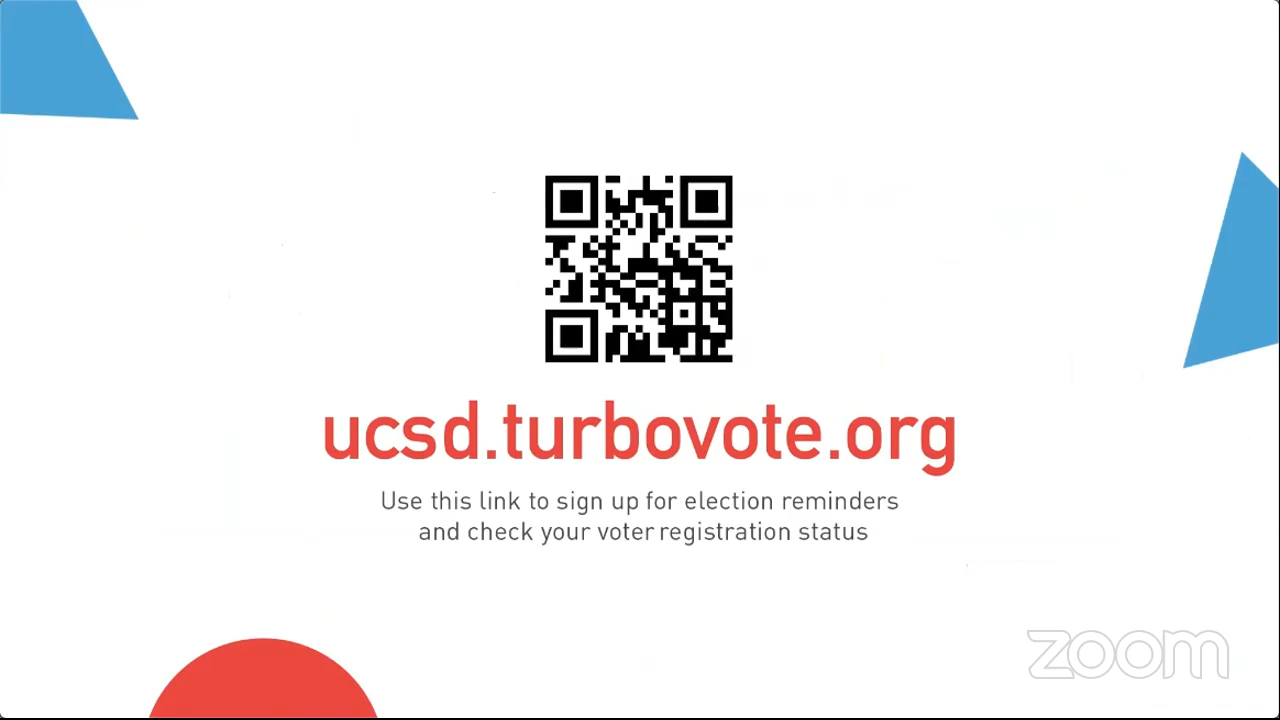 ucsd.turbovote.org
Use this link to sign up for election reminders
and check your voter registration status
zoom